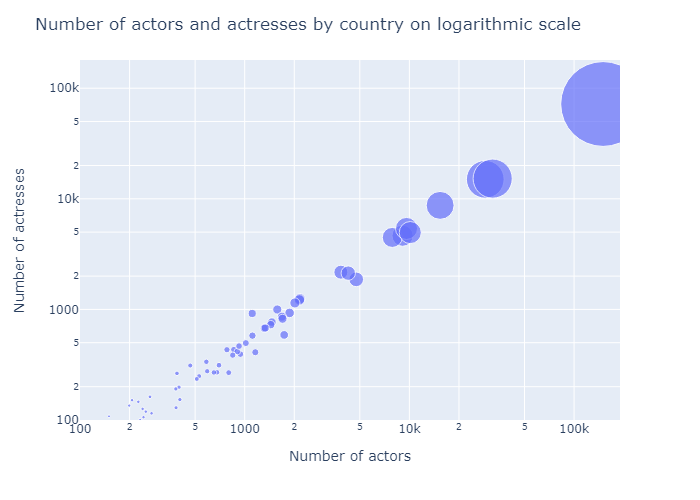 Number of actors and actresses by country on logarithmic scale
100k
5
2
10k
5
2
1000
5
2
100
Number of actresses
100 2 5 1000 2 5 10k 2 5 100k
Number of actors